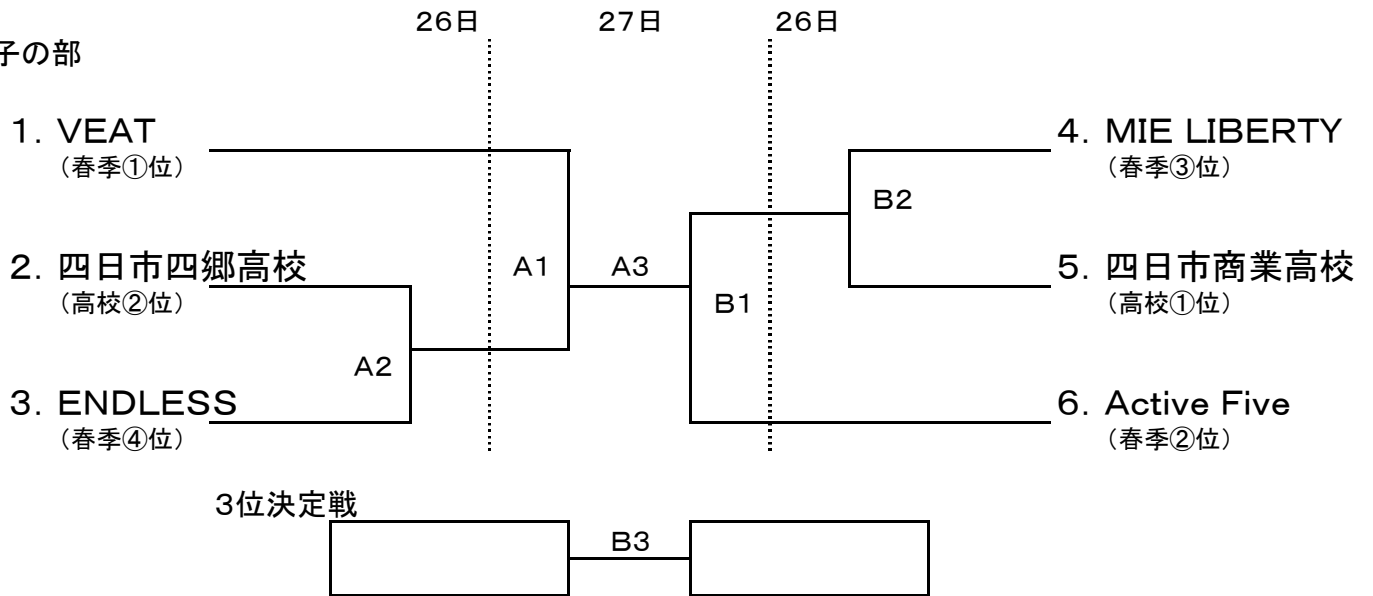 26日 27日 26日
子の部
1. VEAT
(春季①位)
2. 四日市四郷高校
(高校②位)
3. ENDLESS
(春季④位)
A2
A1
A3
B1
B2
4. MIE LIBERTY
(春季③位)
5. 四日市商業高校
(高校①位)
6. Active Five
(春季②位)
3位決定戦
B3